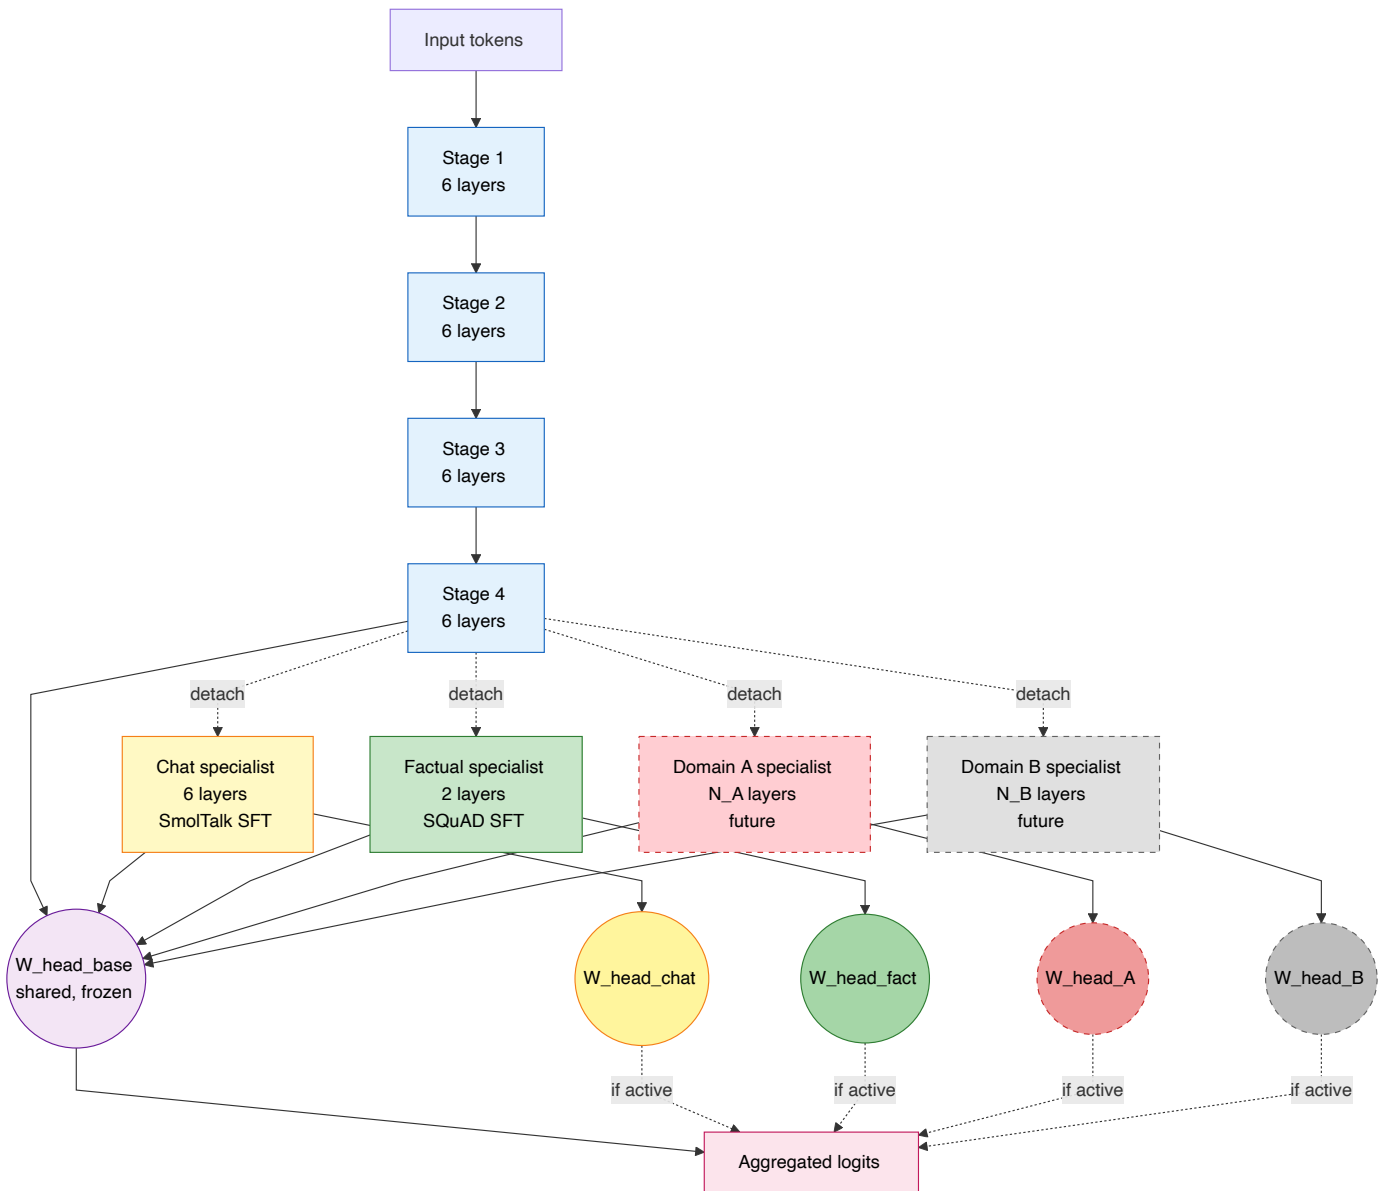 Input tokens
Stage 1
6 layers
Stage 2
6 layers
Stage 3
6 layers
Stage 4
6 layers
detach
detach
detach
detach
Chat specialist
6 layers
SmolTalk SFT
Factual specialist
2 layers
SQuAD SFT
Domain A specialist
N_A layers
future
Domain B specialist
N_B layers
future
W_head_base
shared, frozen
W_head_chat
W_head_fact
W_head_A
W_head_B
if active
if active
if active
if active
Aggregated logits